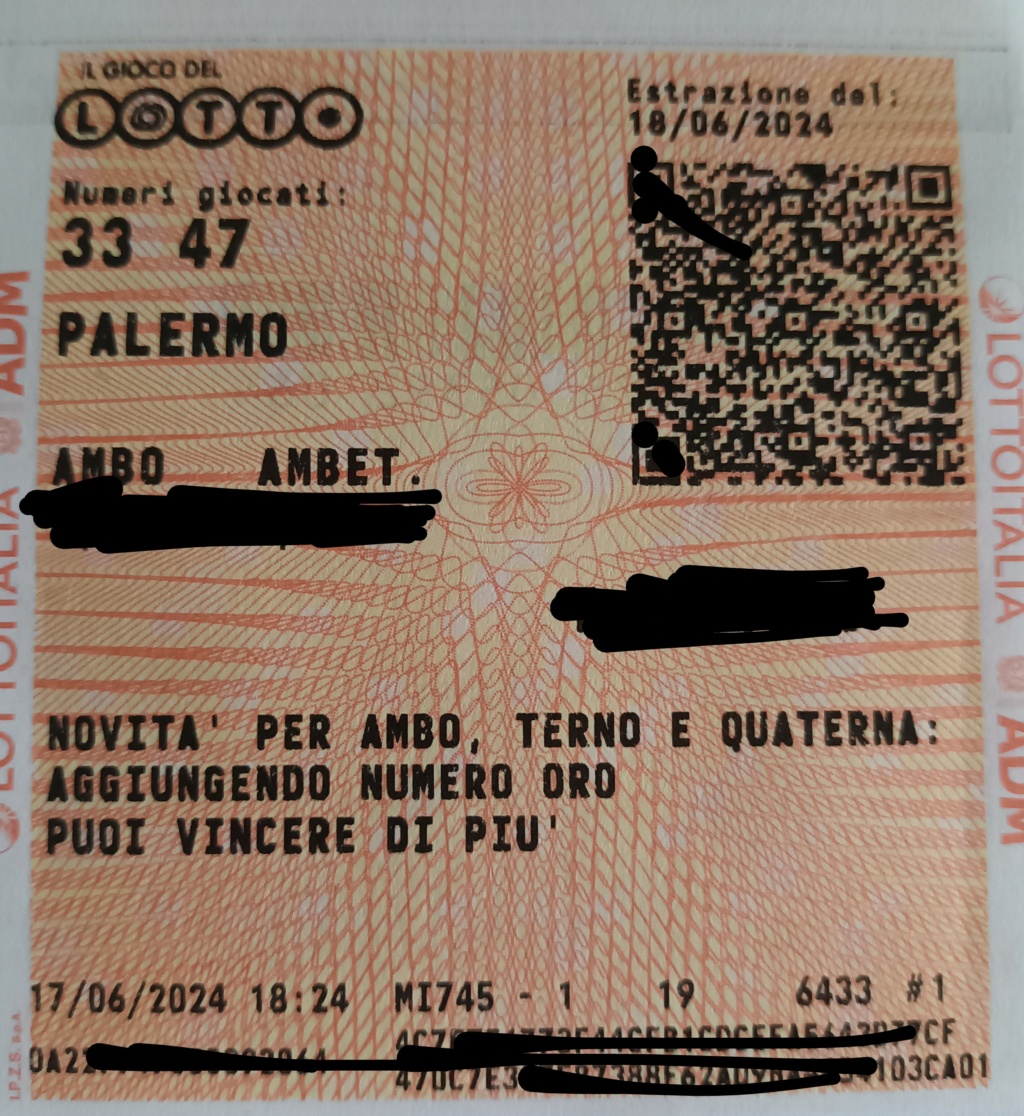 IL GIOCO DEL
LOTTO
Estrazione del:
18/06/2024
Numeri giocati:
33 47
PALERMO
AMBO AMBET.
NOVITA' PER AMBO, TERNO E QUATERNA:
AGGIUNGENDO NUMERO ORO
PUOI VINCERE DI PIU'
17/06/2024 18:24 MI745 - 1 19 6433 #1
ADM
LOTTOITALIA
LOTTOITALIA
ADM
I.P.Z.S. S.p.A.